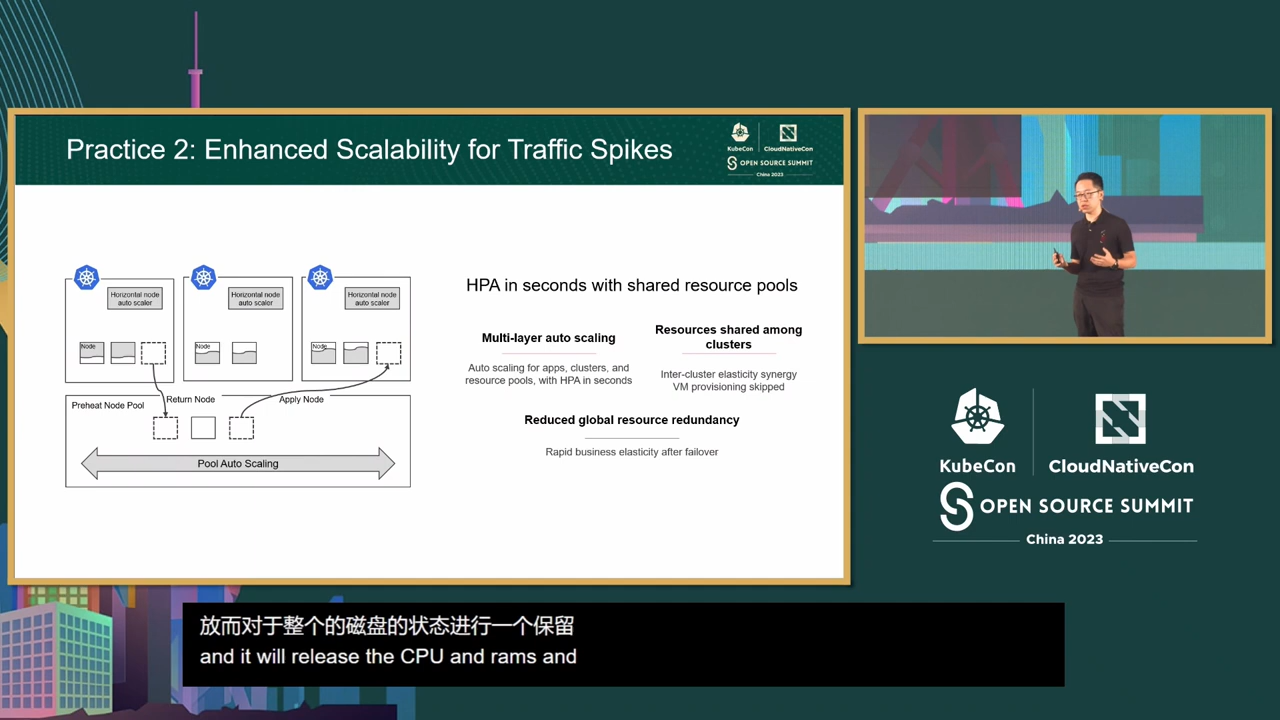 Practice 2: Enhanced Scalability for Traffic Spikes
KubeCon
CloudNativeCon
OPEN SOURCE SUMMIT
China 2023
Horizontal node
auto scaler
Horizontal node
auto scaler
Horizontal node
auto scaler
Node
Node
Node
Preheat Node Pool
Return Node
Apply Node
Pool Auto Scaling
HPA in seconds with shared resource pools
Multi-layer auto scaling
Auto scaling for apps, clusters, and
resource pools, with HPA in seconds
Resources shared among
clusters
Inter-cluster elasticity synergy
VM provisioning skipped
Reduced global resource redundancy
Rapid business elasticity after failover
KubeCon
CloudNativeCon
OPEN SOURCE SUMMIT
China 2023
放而对于整个的磁盘的状态进行一个保留
and it will release the CPU and rams and